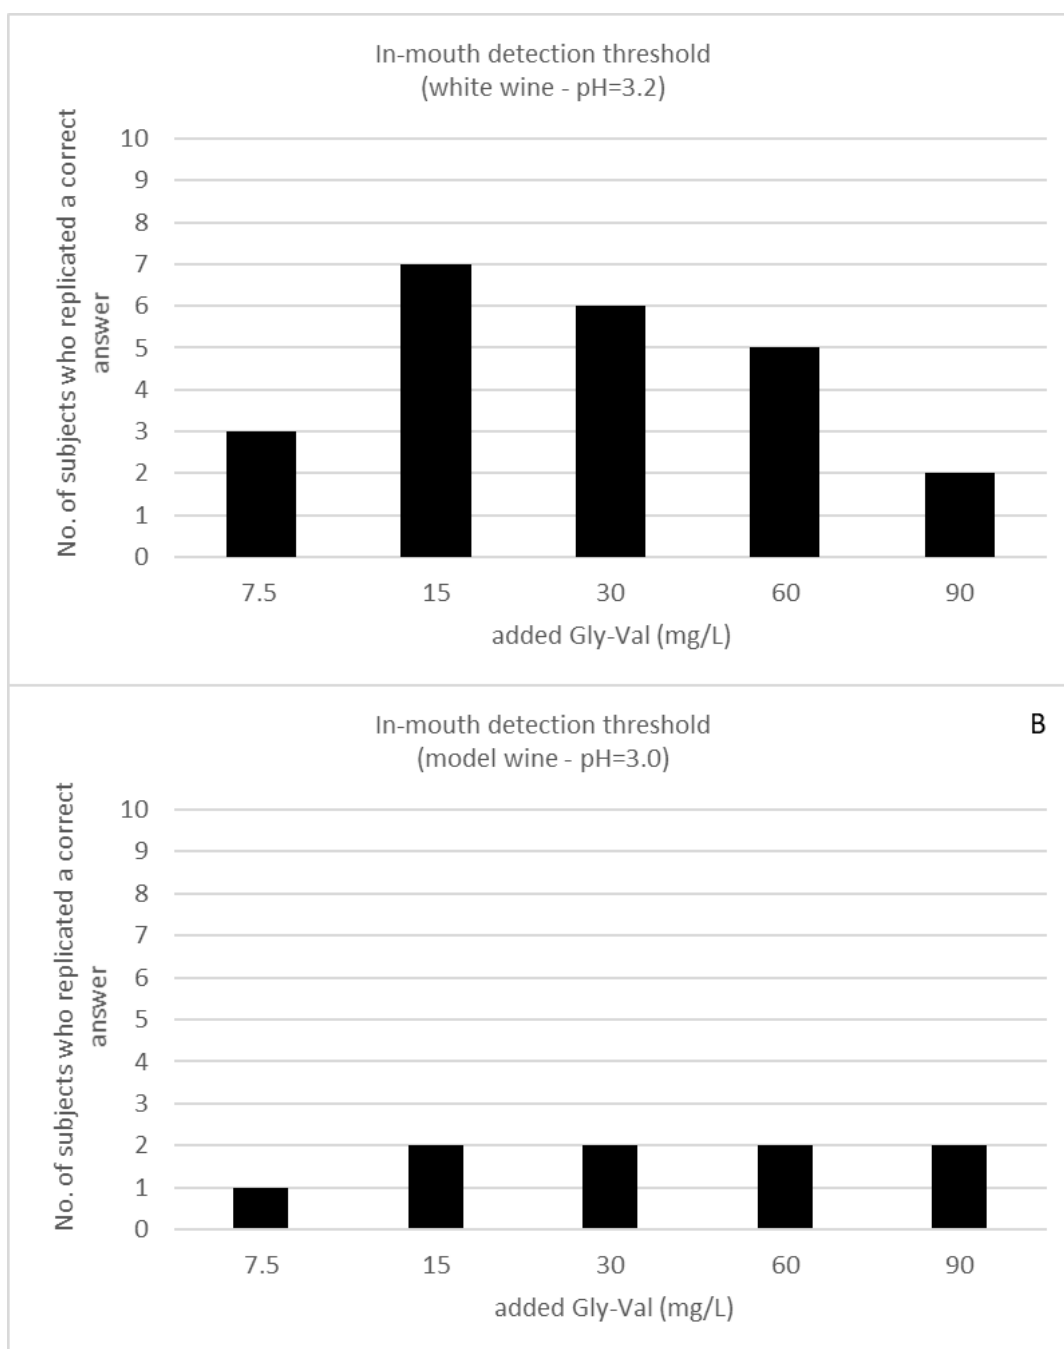 In-mouth detection threshold
(white wine - pH=3.2)
No. of subjects who replicated a correct
answer
10
9
8
7
6
5
4
3
2
1
0
7.5 15 30 60 90
added Gly-Val (mg/L)
In-mouth detection threshold
(model wine - pH=3.0)
B
No. of subjects who replicated a correct
answer
10
9
8
7
6
5
4
3
2
1
0
7.5 15 30 60 90
added Gly-Val (mg/L)